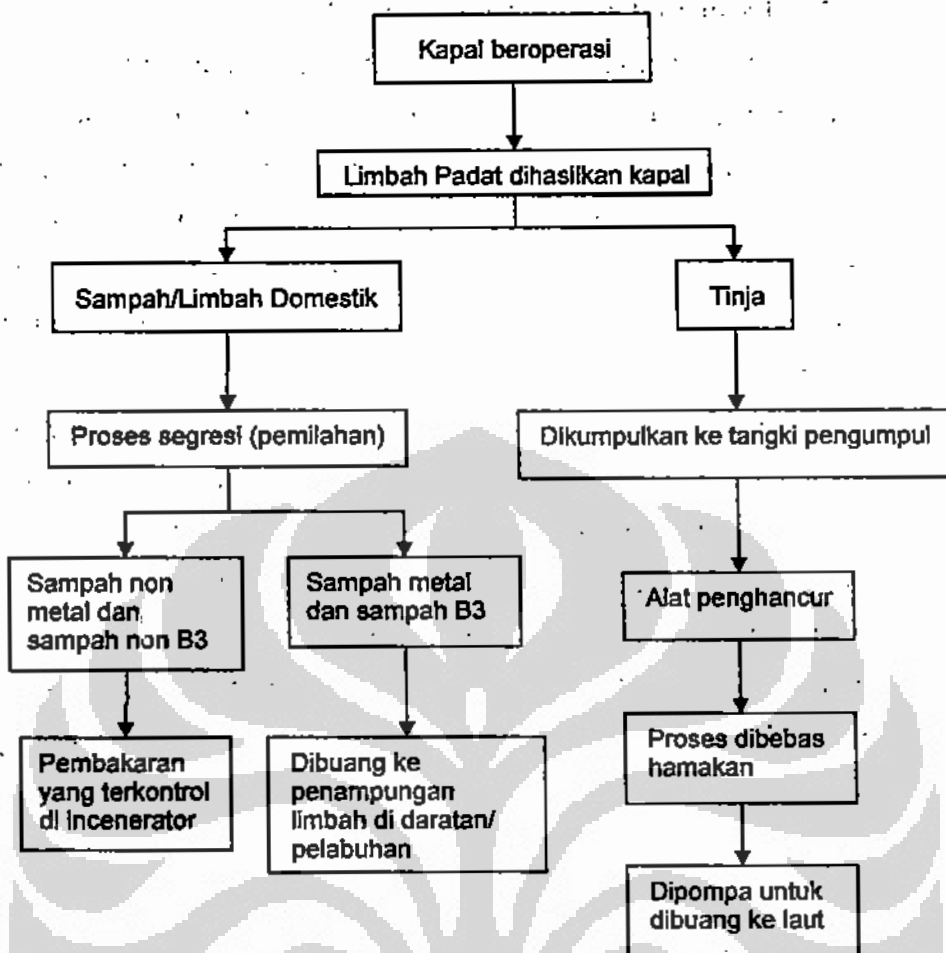 Kapal beroperasi
Limbah Padat dihasilkan kapal
Sampah/Limbah Domestik
Tinja
Proses segresi (pemilahan)
Dikumpulkan ke tangki pengumpul
Sampah non
metal dan
sampah non B3
Sampah metal
dan sampah B3
Alat penghancur
Pembakaran
yang terkontrol
di incenerator
Dibuang ke
penampungan
limbah di daratan/
pelabuhan
Proses dibebas
hamakan
Dipompa untuk
dibuang ke laut